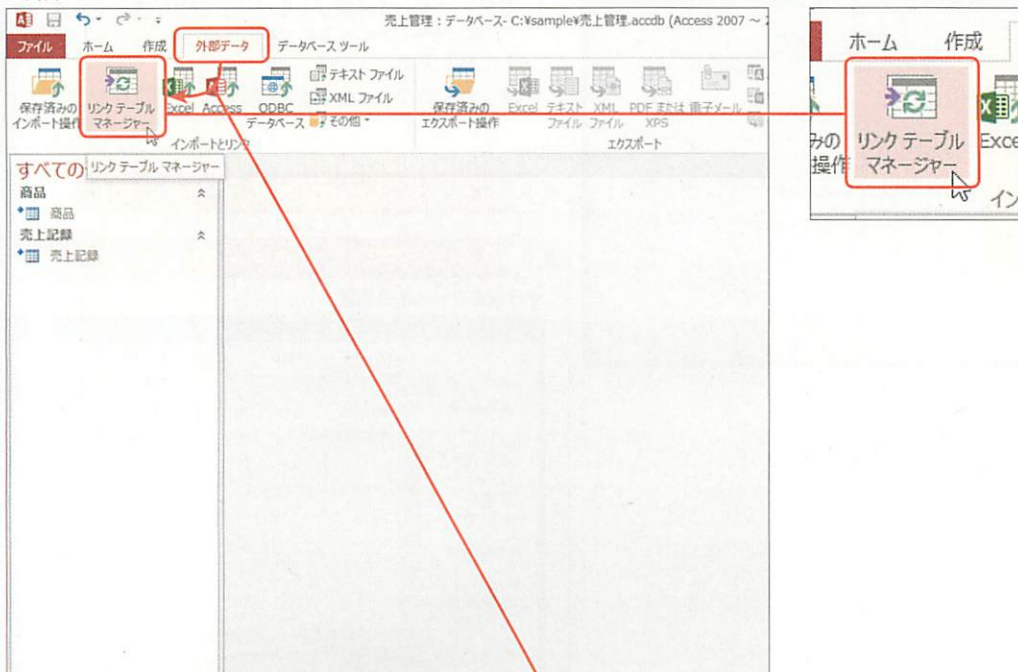 売上管理：データベース- C:¥sample¥売上管理.accdb (Access 2007 ～ 2
ファイル ホーム 作成 外部データ データベース ツール
保存済みの
インポート操作
リンク テーブル
マネージャー
Excel
Access
ODBC
データベース
テキスト ファイル
XML ファイル
その他
インポートとリンク
保存済みの
エクスポート操作
Excel
テキスト
ファイル
XML
ファイル
PDF または
XPS
電子メール
エクスポート
すべての
リンク テーブル マネージャー
商品
商品
売上記録
売上記録
ホーム 作成
みの
操作
リンク テーブル
マネージャー
Exce
イン